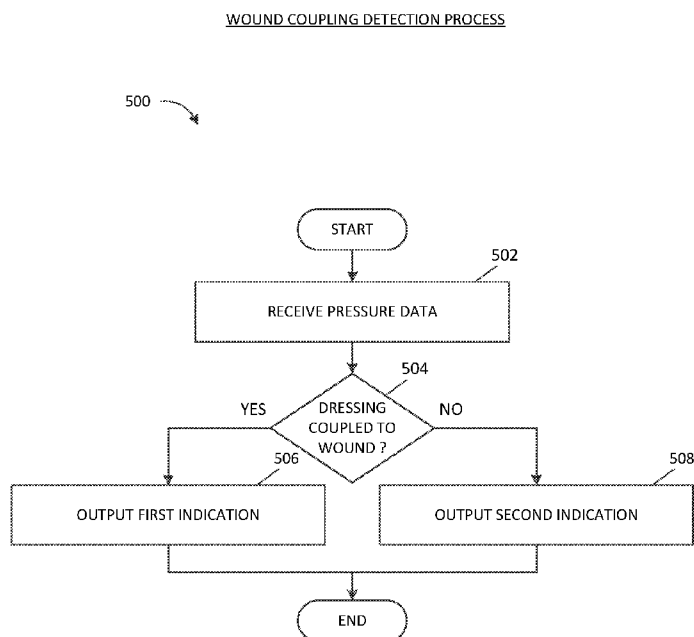 WOUND COUPLING DETECTION PROCESS
500
START
502
RECEIVE PRESSURE DATA
504
YES
DRESSING
COUPLED TO
WOUND ?
NO
506
OUTPUT FIRST INDICATION
508
OUTPUT SECOND INDICATION
END